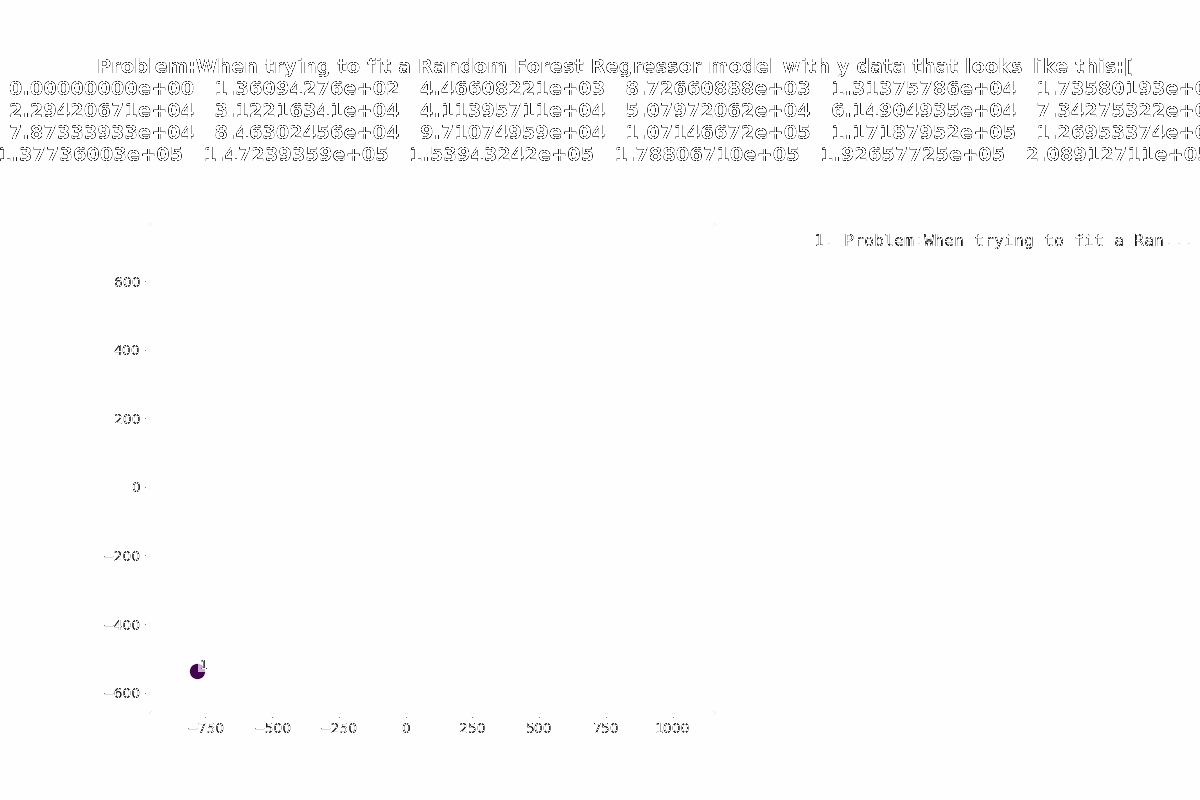 Problem:When trying to fit a Random Forest Regressor model with y data that looks like this:[
0.00000000e+00 1.36094276e+02 4.46608221e+03 8.72660888e+03 1.31375786e+04 1.73580193e+0
2.29420671e+04 3.12216341e+04 4.11395711e+04 5.07972062e+04 6.14904935e+04 7.34275322e+0
7.87333933e+04 8.46302456e+04 9.71074959e+04 1.07146672e+05 1.17187952e+05 1.26953374e+0
1.37736003e+05 1.47239359e+05 1.53943242e+05 1.78806710e+05 1.92657725e+05 2.08912711e+0
1. Problem:When trying to fit a Ran...
600
400
200
0
−200
−400
1
−600
−750 −500 −250 0 250 500 750 1000